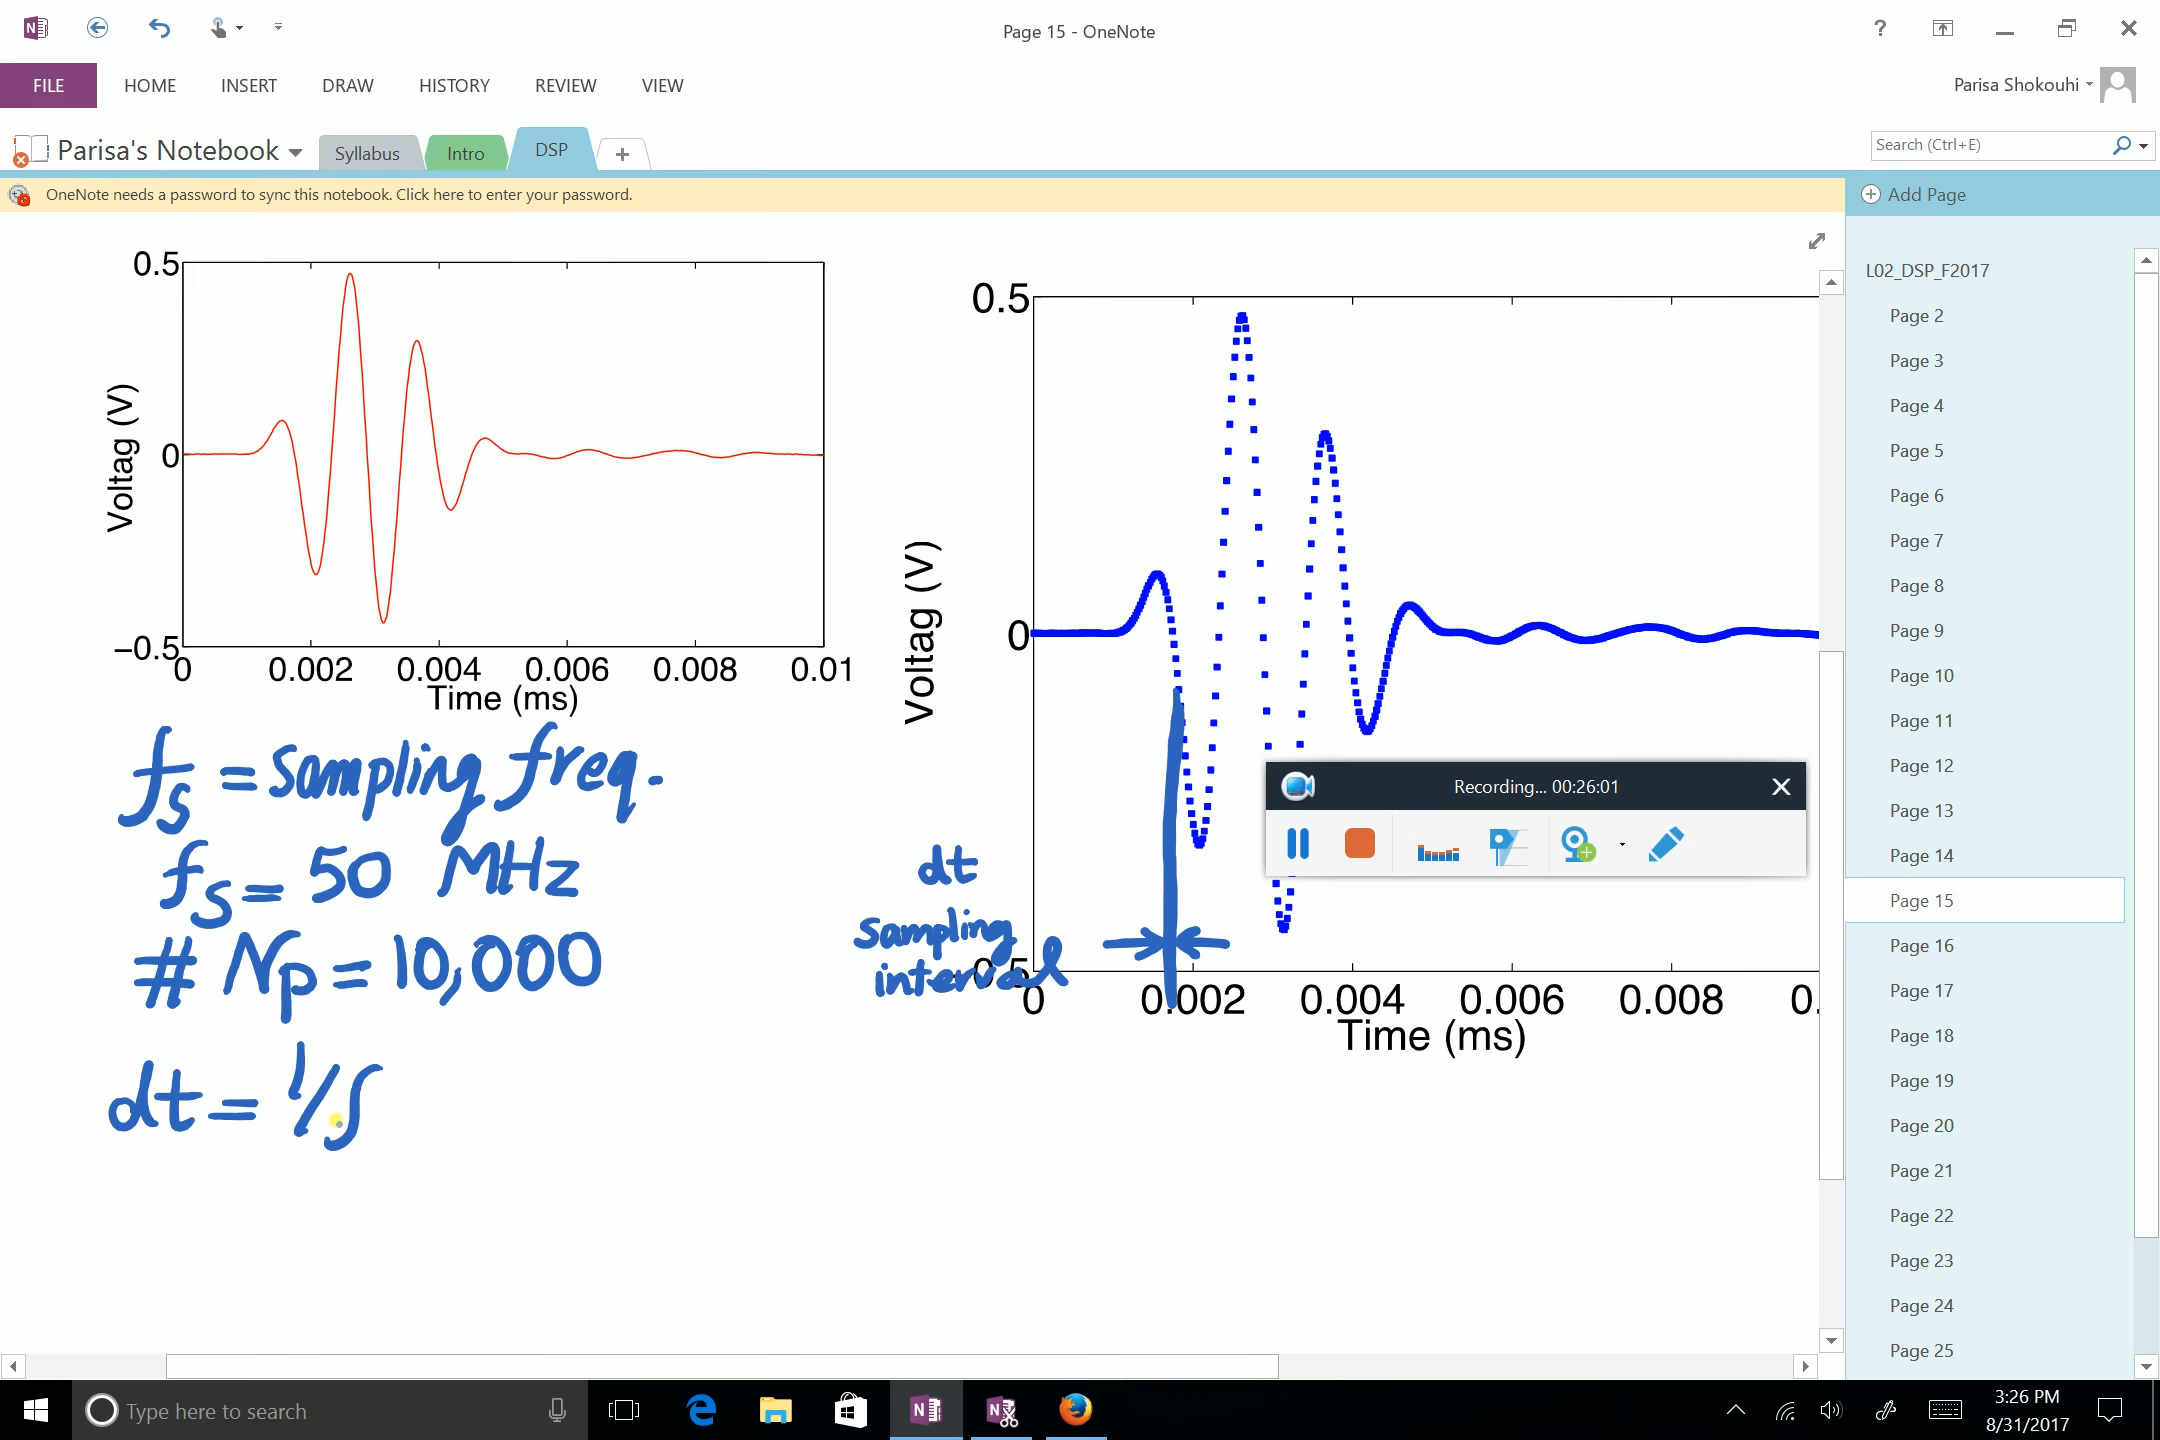 Page 15 - OneNote
?
FILE HOME INSERT DRAW HISTORY REVIEW VIEW
Parisa Shokouhi
Parisa's Notebook Syllabus Intro DSP +
Search (Ctrl+E)
OneNote needs a password to sync this notebook. Click here to enter your password.
Add Page
L02_DSP_F2017
Page 2
Page 3
Page 4
Page 5
Page 6
Page 7
Page 8
Page 9
Page 10
Page 11
Page 12
Page 13
Page 14
Page 15
Page 16
Page 17
Page 18
Page 19
Page 20
Page 21
Page 22
Page 23
Page 24
Page 25
0.5
0
−0.5
Voltag (V)
0 0.002 0.004 0.006 0.008 0.01
Time (ms)
fs = sampling freq.
fs = 50 MHz
# Np = 10,000
dt = 1/f
0.5
0
Voltag (V)
dt
sampling
interval
0 0.002 0.004 0.006 0.008 0.
Time (ms)
Recording... 00:26:01
Type here to search
3:26 PM
8/31/2017